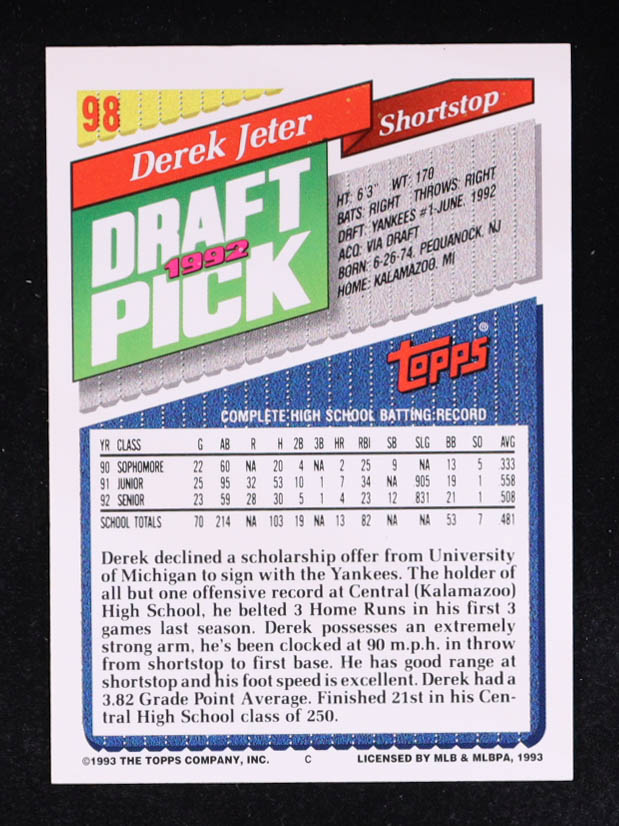 98
Derek Jeter
Shortstop
DRAFT
1992
PICK
HT: 6'3" WT: 170
BATS: RIGHT THROWS: RIGHT
DRFT: YANKEES #1-JUNE, 1992
ACQ: VIA DRAFT
BORN: 6-26-74, PEQUANOCK, NJ
HOME: KALAMAZOO, MI
TOPPS®
COMPLETE HIGH SCHOOL BATTING RECORD
YR CLASS G AB R H 2B 3B HR RBI SB SLG BB SO AVG
90 SOPHOMORE 22 60 NA 20 4 NA 2 25 9 NA 13 5 333
91 JUNIOR 25 95 32 53 10 1 7 34 NA 905 19 1 558
92 SENIOR 23 59 28 30 5 1 4 23 12 831 21 1 508
SCHOOL TOTALS 70 214 NA 103 19 NA 13 82 NA NA 53 7 481
Derek declined a scholarship offer from University
of Michigan to sign with the Yankees. The holder of
all but one offensive record at Central (Kalamazoo)
High School, he belted 3 Home Runs in his first 3
games last season. Derek possesses an extremely
strong arm, he's been clocked at 90 m.p.h. in throw
from shortstop to first base. He has good range at
shortstop and his foot speed is excellent. Derek had a
3.82 Grade Point Average. Finished 21st in his Cen-
tral High School class of 250.
©1993 THE TOPPS COMPANY, INC. C LICENSED BY MLB & MLBPA, 1993